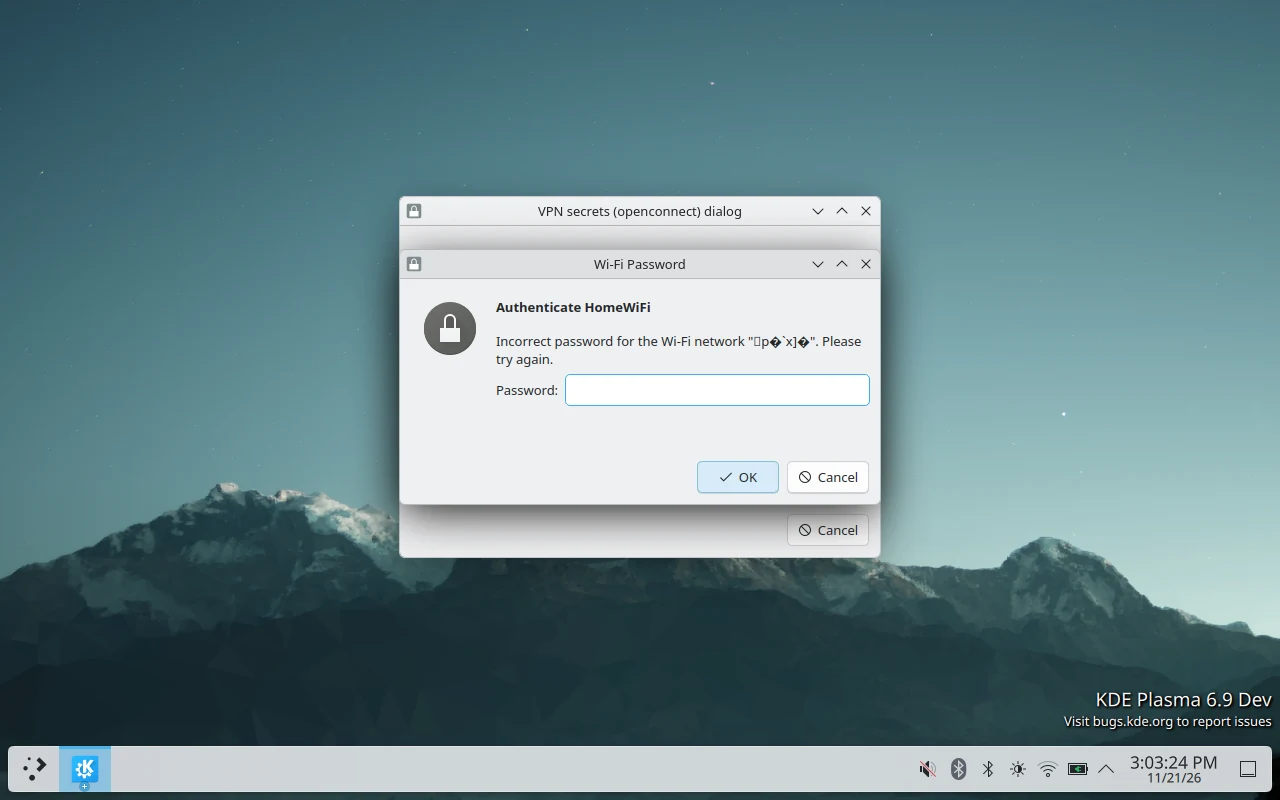 VPN secrets (openconnect) dialog
Wi-Fi Password
Authenticate HomeWiFi
Incorrect password for the Wi-Fi network "▯p�`x]�". Please
try again.
Password:
OK
Cancel
Cancel
KDE Plasma 6.9 Dev
Visit bugs.kde.org to report issues
3:03:24 PM
11/21/26